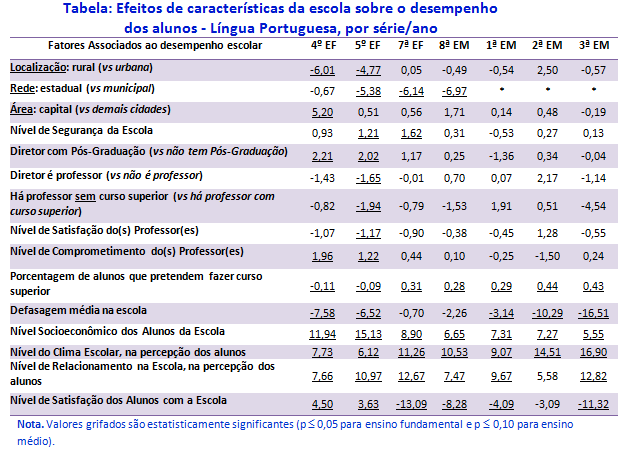 Tabela: Efeitos de características da escola sobre o desempenho
dos alunos - Língua Portuguesa, por série/ano
Fatores Associados ao desempenho escolar 4º EF 5º EF 7ª EF 8ª EM 1ª EM 2ª EM 3ª EM
Localização: rural (vs urbana) -6,01 -4,77 0,05 -0,49 -0,54 2,50 -0,57
Rede: estadual (vs municipal) -0,67 -5,38 -6,14 -6,97 * * *
Área: capital (vs demais cidades) 5,20 0,51 0,56 1,71 0,14 0,48 -0,19
Nível de Segurança da Escola 0,93 1,21 1,62 0,31 -0,53 0,27 0,13
Diretor com Pós-Graduação (vs não tem Pós-Graduação) 2,21 2,02 1,17 0,25 -1,36 0,34 -0,04
Diretor é professor (vs não é professor) -1,43 -1,65 -0,01 0,70 0,07 2,17 -1,14
Há professor sem curso superior (vs há professor com
curso superior) -0,82 -1,94 -0,79 -1,53 1,91 0,51 -4,54
Nível de Satisfação do(s) Professor(es) -1,07 -1,17 -0,90 -0,38 -0,45 1,28 -0,55
Nível de Comprometimento do(s) Professor(es) 1,96 1,22 0,44 0,10 -0,25 -1,50 0,24
Porcentagem de alunos que pretendem fazer curso
superior -0,11 -0,09 0,31 0,28 0,29 0,44 0,43
Defasagem média na escola -7,58 -6,52 -0,70 -2,26 -3,14 -10,29 -16,51
Nível Socioeconômico dos Alunos da Escola 11,94 15,13 8,90 6,65 7,31 7,27 5,55
Nível do Clima Escolar, na percepção dos alunos 7,73 6,12 11,26 10,53 9,07 14,51 16,90
Nível de Relacionamento na Escola, na percepção dos
alunos 7,66 10,97 12,67 7,47 9,67 5,58 12,82
Nível de Satisfação dos Alunos com a Escola 4,50 3,63 -13,09 -8,28 -4,09 -3,09 -11,32
Nota. Valores grifados são estatisticamente significantes (p ≤ 0,05 para ensino fundamental e p ≤ 0,10 para ensino
médio).